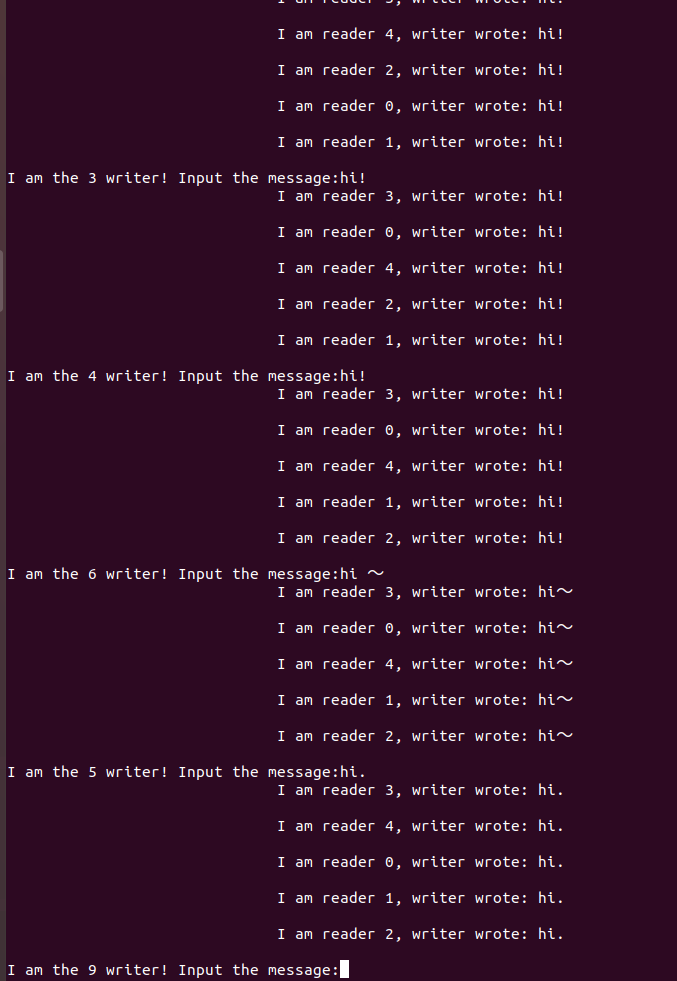 I am reader 3, writer wrote: hi!
I am reader 4, writer wrote: hi!
I am reader 2, writer wrote: hi!
I am reader 0, writer wrote: hi!
I am reader 1, writer wrote: hi!
I am the 3 writer! Input the message:hi!
I am reader 3, writer wrote: hi!
I am reader 0, writer wrote: hi!
I am reader 4, writer wrote: hi!
I am reader 2, writer wrote: hi!
I am reader 1, writer wrote: hi!
I am the 4 writer! Input the message:hi!
I am reader 3, writer wrote: hi!
I am reader 0, writer wrote: hi!
I am reader 4, writer wrote: hi!
I am reader 1, writer wrote: hi!
I am reader 2, writer wrote: hi!
I am the 6 writer! Input the message:hi ～
I am reader 3, writer wrote: hi～
I am reader 0, writer wrote: hi～
I am reader 4, writer wrote: hi～
I am reader 1, writer wrote: hi～
I am reader 2, writer wrote: hi～
I am the 5 writer! Input the message:hi.
I am reader 3, writer wrote: hi.
I am reader 4, writer wrote: hi.
I am reader 0, writer wrote: hi.
I am reader 1, writer wrote: hi.
I am reader 2, writer wrote: hi.
I am the 9 writer! Input the message: